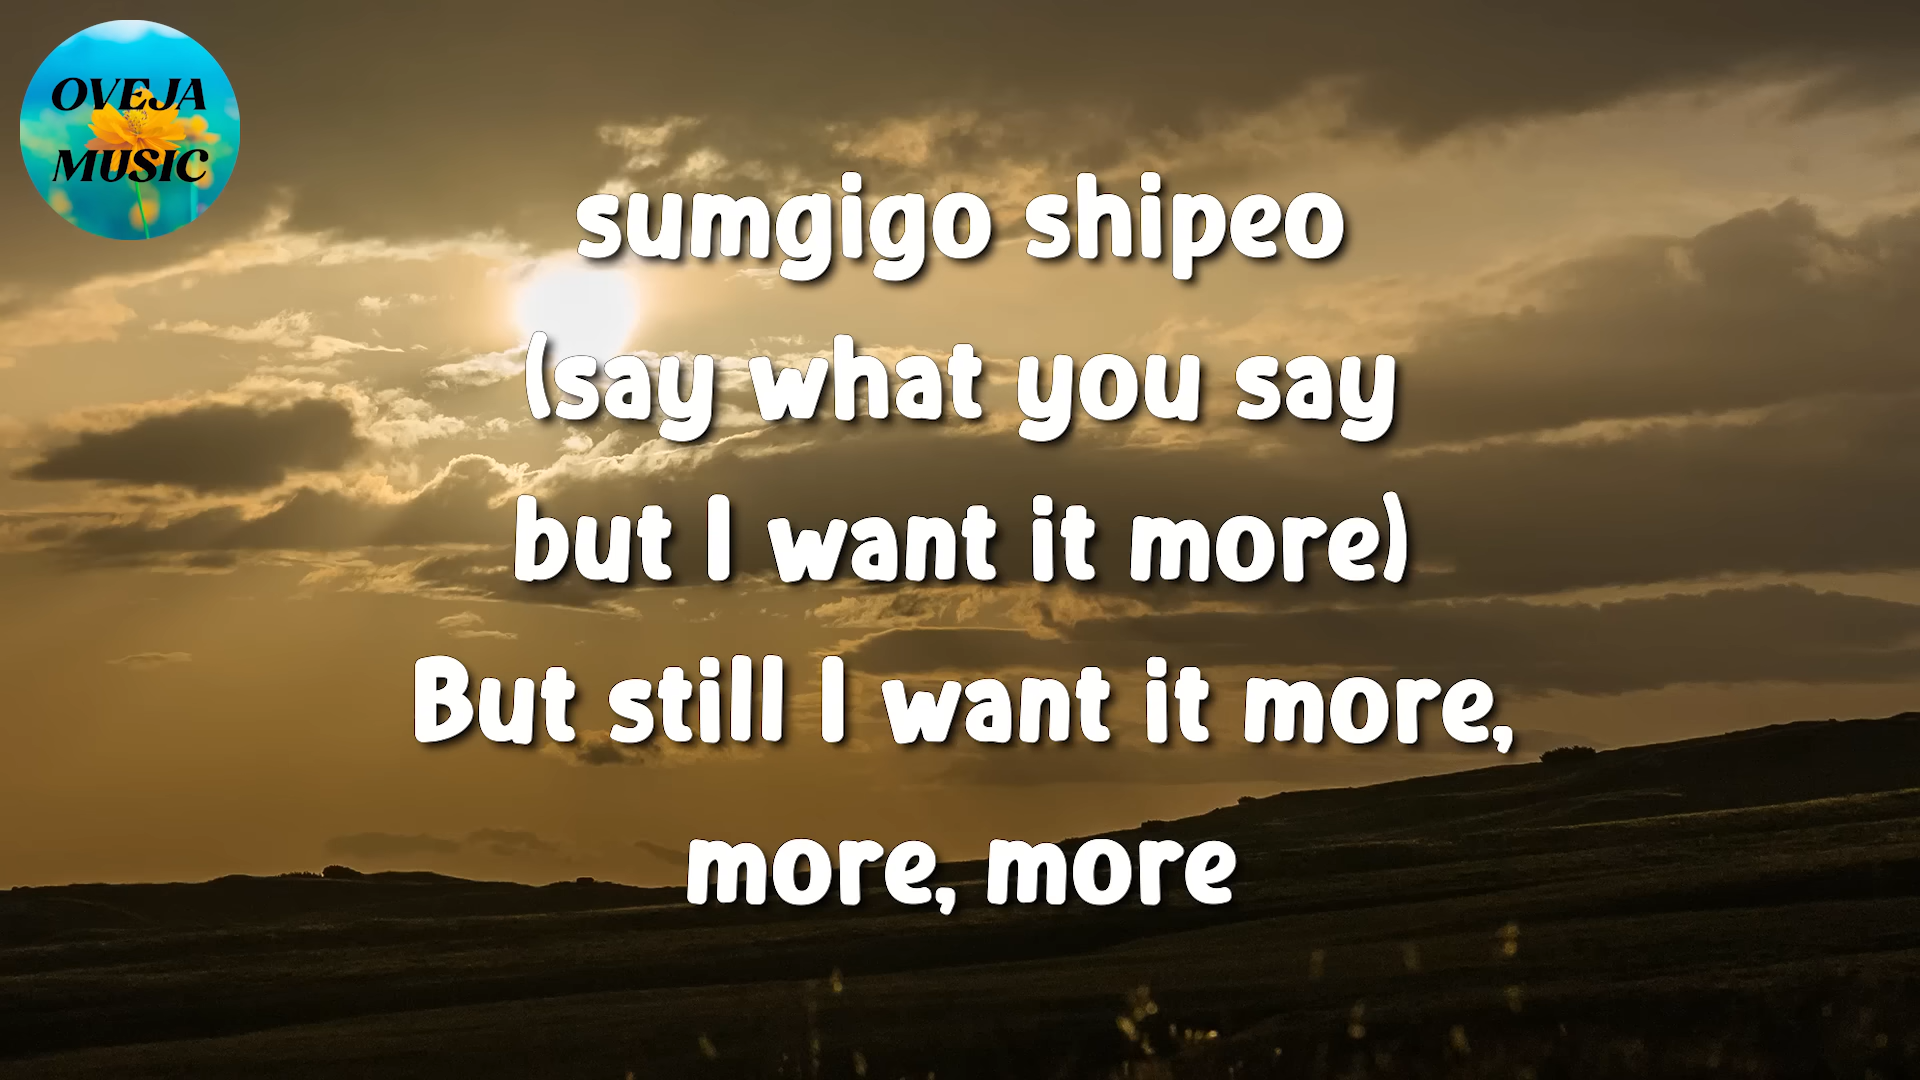 OVEJA
MUSIC
sumgigo shipeo
(say what you say
but I want it more)
But still I want it more,
more, more